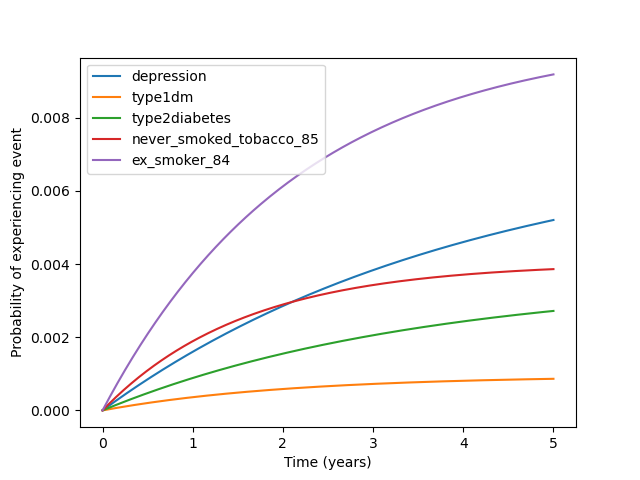 depression
type1dm
type2diabetes
never_smoked_tobacco_85
ex_smoker_84
Probability of experiencing event
0.008
0.006
0.004
0.002
0.000
0 1 2 3 4 5
Time (years)